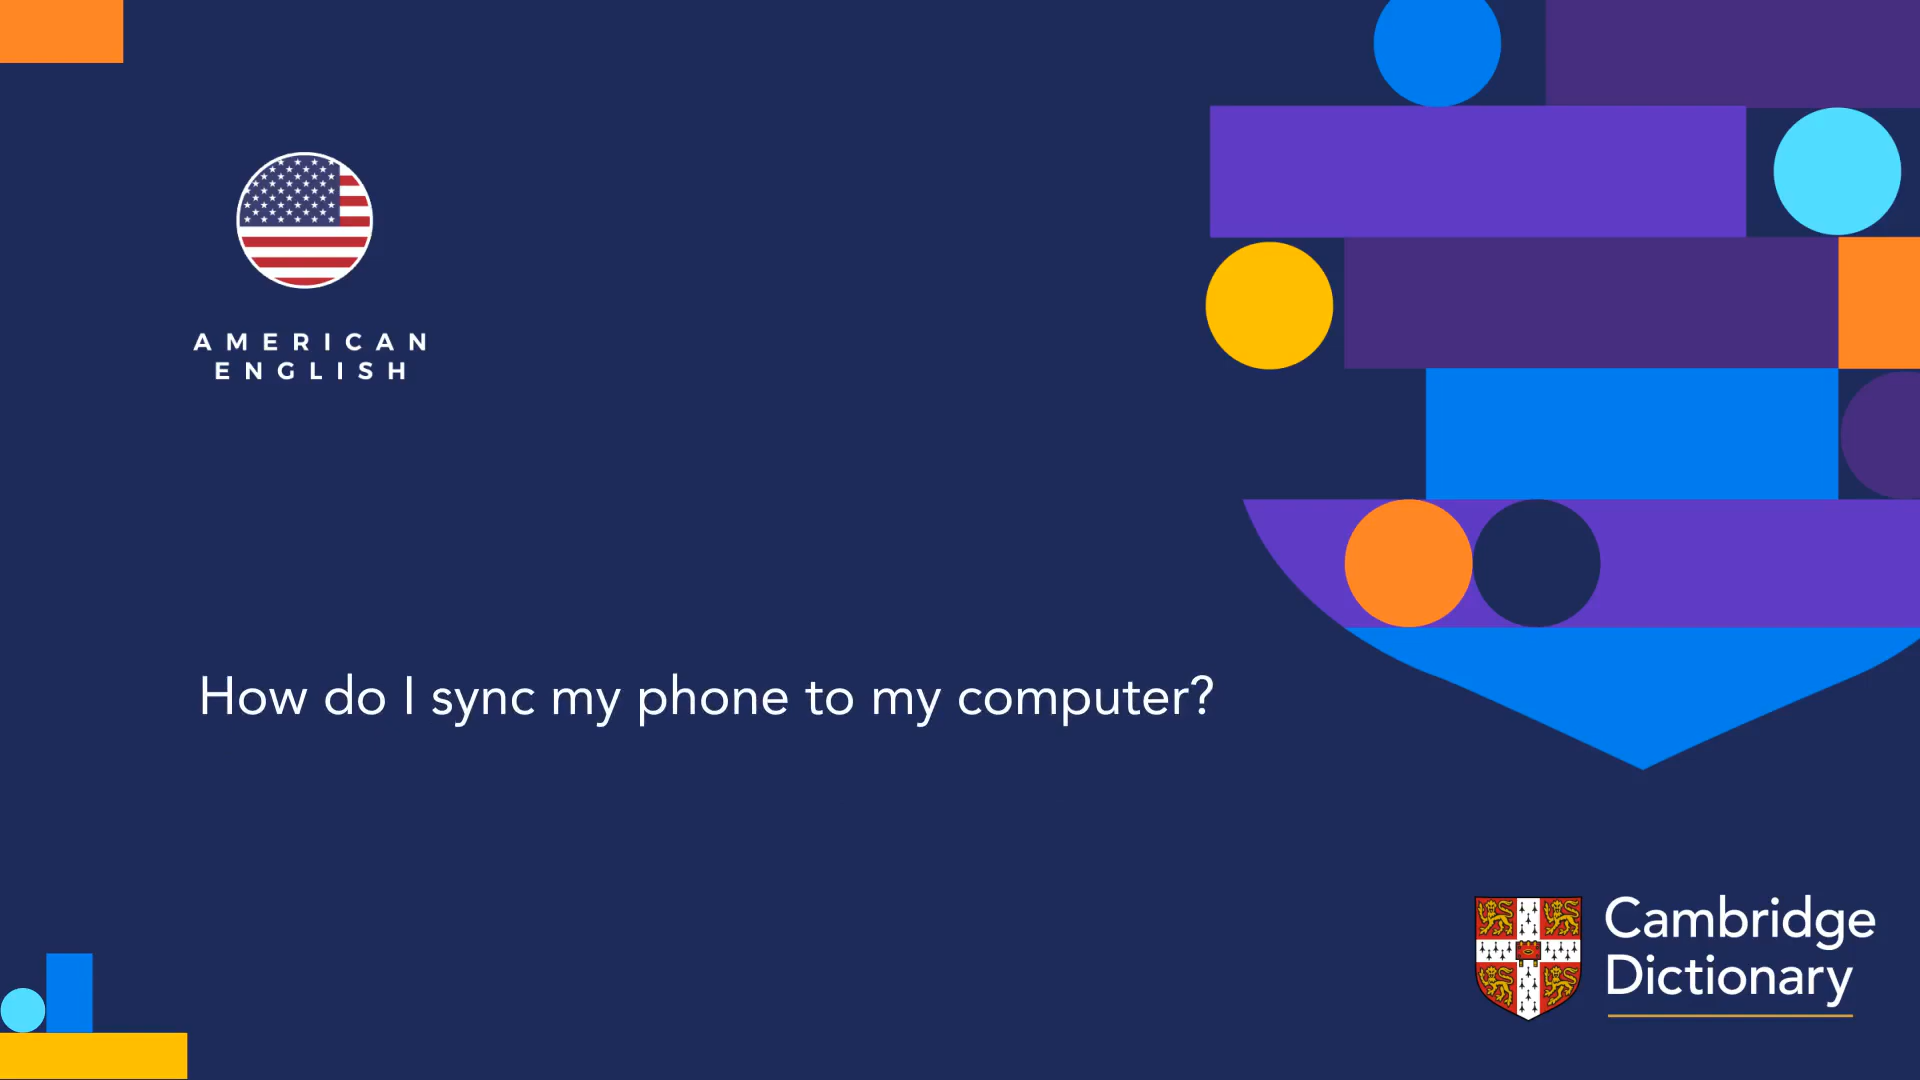 AMERICAN
ENGLISH
How do I sync my phone to my computer?
Cambridge
Dictionary